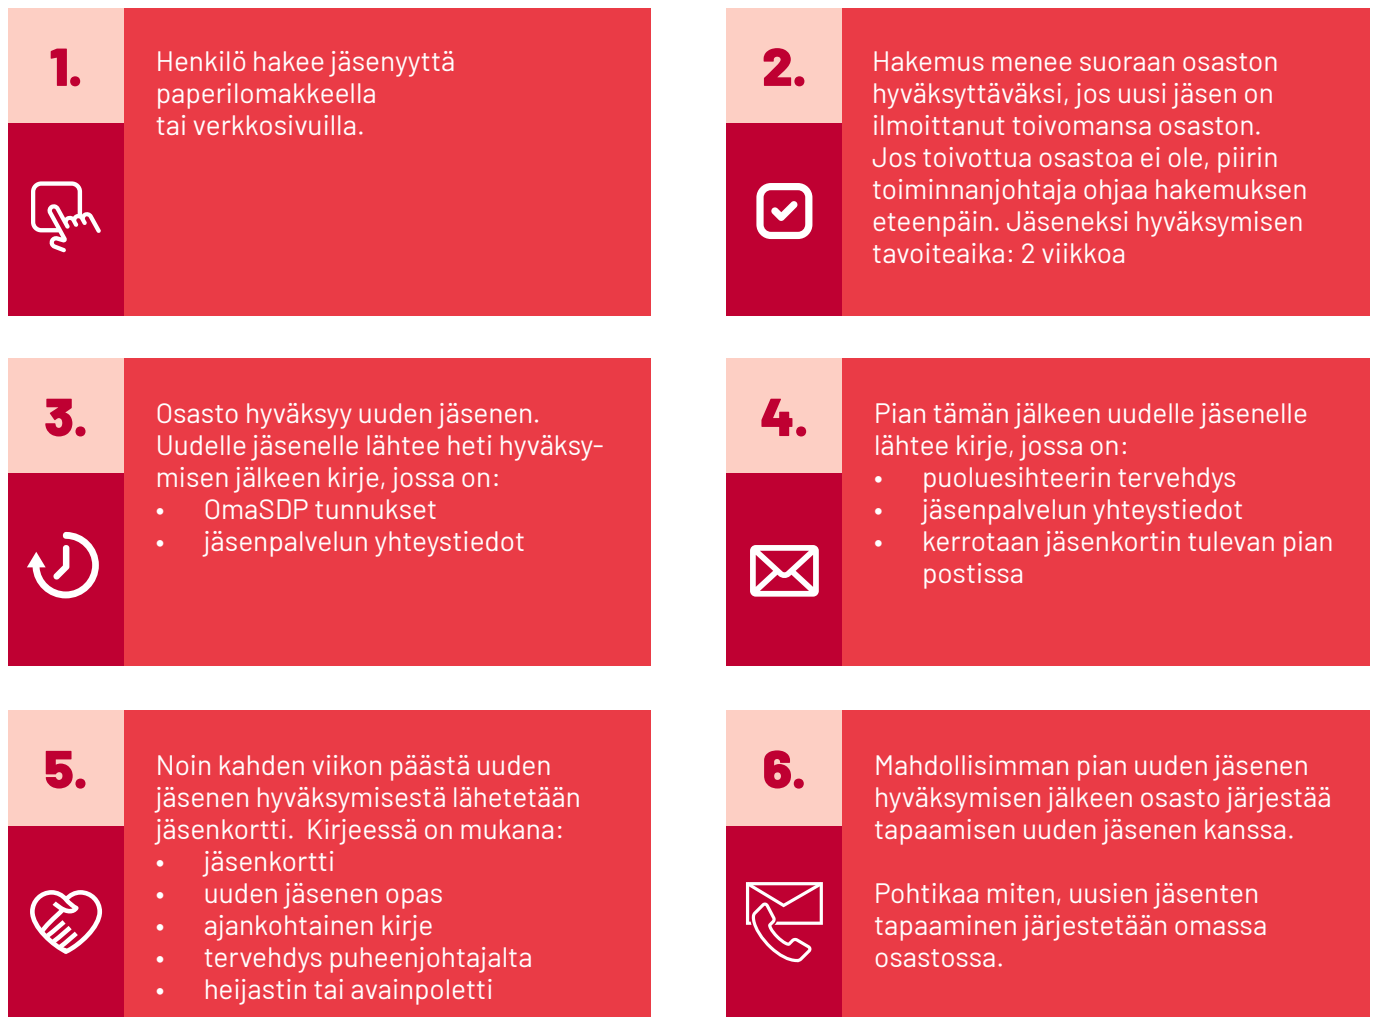 1.
Henkilö hakee jäsenyyttä
paperilomakkeella
tai verkkosivuilla.
2.
Hakemus menee suoraan osaston
hyväksyttäväksi, jos uusi jäsen on
ilmoittanut toivomansa osaston.
Jos toivottua osastoa ei ole, piirin
toiminnanjohtaja ohjaa hakemuksen
eteenpäin. Jäseneksi hyväksymisen
tavoiteaika: 2 viikkoa
3.
Osasto hyväksyy uuden jäsenen.
Uudelle jäsenelle lähtee heti hyväksy-
misen jälkeen kirje, jossa on:
• OmaSDP tunnukset
• jäsenpalvelun yhteystiedot
4.
Pian tämän jälkeen uudelle jäsenelle
lähtee kirje, jossa on:
• puoluesihteerin tervehdys
• jäsenpalvelun yhteystiedot
• kerrotaan jäsenkortin tulevan pian
postissa
5.
Noin kahden viikon päästä uuden
jäsenen hyväksymisestä lähetetään
jäsenkortti.  Kirjeessä on mukana:
• jäsenkortti
• uuden jäsenen opas
• ajankohtainen kirje
• tervehdys puheenjohtajalta
• heijastin tai avainpoletti
6.
Mahdollisimman pian uuden jäsenen
hyväksymisen jälkeen osasto järjestää
tapaamisen uuden jäsenen kanssa.
Pohtikaa miten, uusien jäsenten
tapaaminen järjestetään omassa
osastossa.